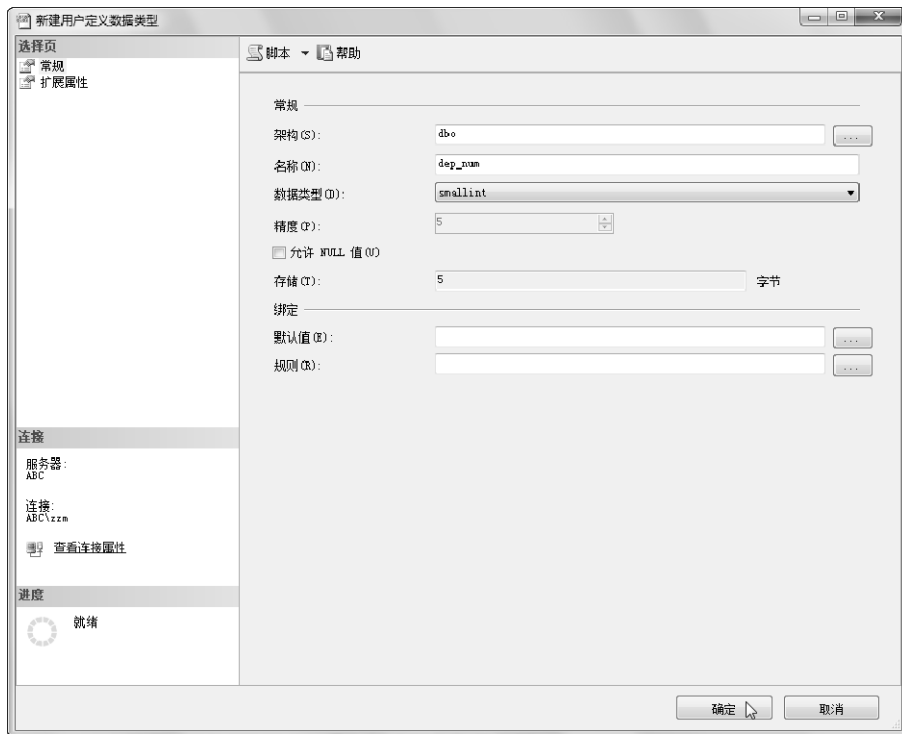 新建用户定义数据类型
选择页
常规
扩展属性
脚本 帮助
常规
架构(S): dbo ...
名称(N): dep_num
数据类型(D): smallint
精度(P): 5
允许 NULL 值(U)
存储(T): 5 字节
绑定
默认值(E): ...
规则(R): ...
连接
服务器:
ABC
连接:
ABC\zzm
查看连接属性
进度
就绪
确定 取消